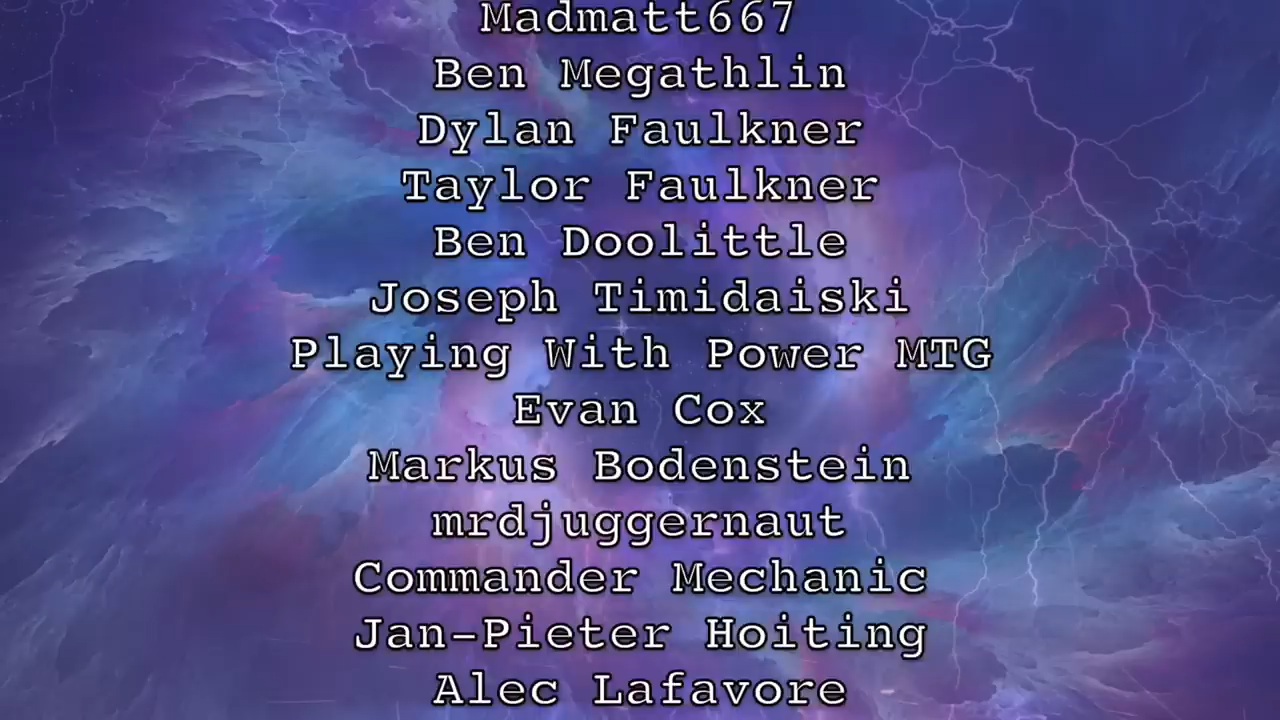 Madmatt667
Ben Megathlin
Dylan Faulkner
Taylor Faulkner
Ben Doolittle
Joseph Timidaiski
Playing With Power MTG
Evan Cox
Markus Bodenstein
mrdjuggernaut
Commander Mechanic
Jan-Pieter Hoiting
Alec Lafavore